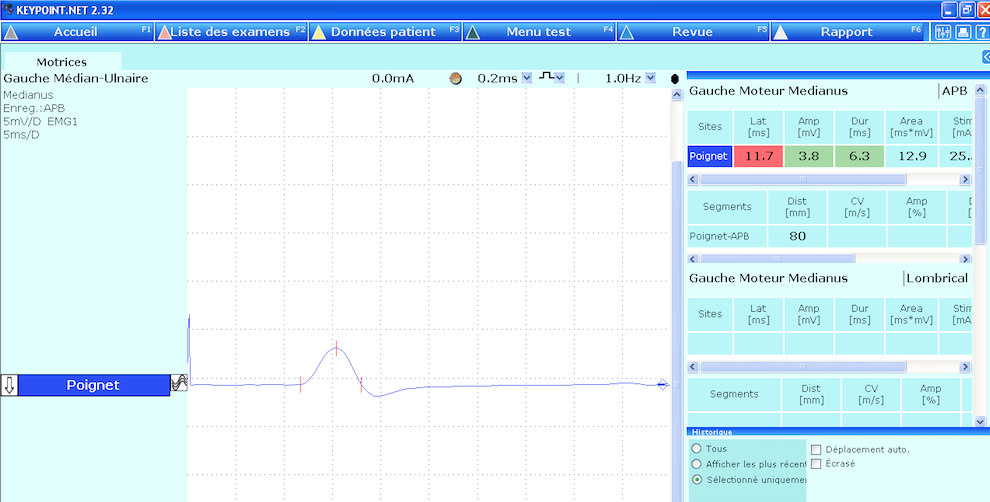 KEYPOINT.NET 2.32
Accueil F1 Liste des examens F2 Données patient F3 Menu test F4 Revue F5 Rapport F6 ?
Motrices
Gauche Médian-Ulnaire 0.0mA 0.2ms 1.0Hz
Medianus
Enreg.:APB
5mV/D EMG1
5ms/D
Poignet
Gauche Moteur Medianus APB
Sites Lat [ms] Amp [mV] Dur [ms] Area [ms*mV] Stim [mA
Poignet 11.7 3.8 6.3 12.9 25.
Segments Dist [mm] CV [m/s] Amp [%]
Poignet-APB 80
Gauche Moteur Medianus Lombrical
Sites Lat [ms] Amp [mV] Dur [ms] Area [ms*mV] Stim [mA
Segments Dist [mm] CV [m/s] Amp [%]
Historique
Tous
Afficher les plus récent
Sélectionné uniquemer
Déplacement auto.
Écrasé